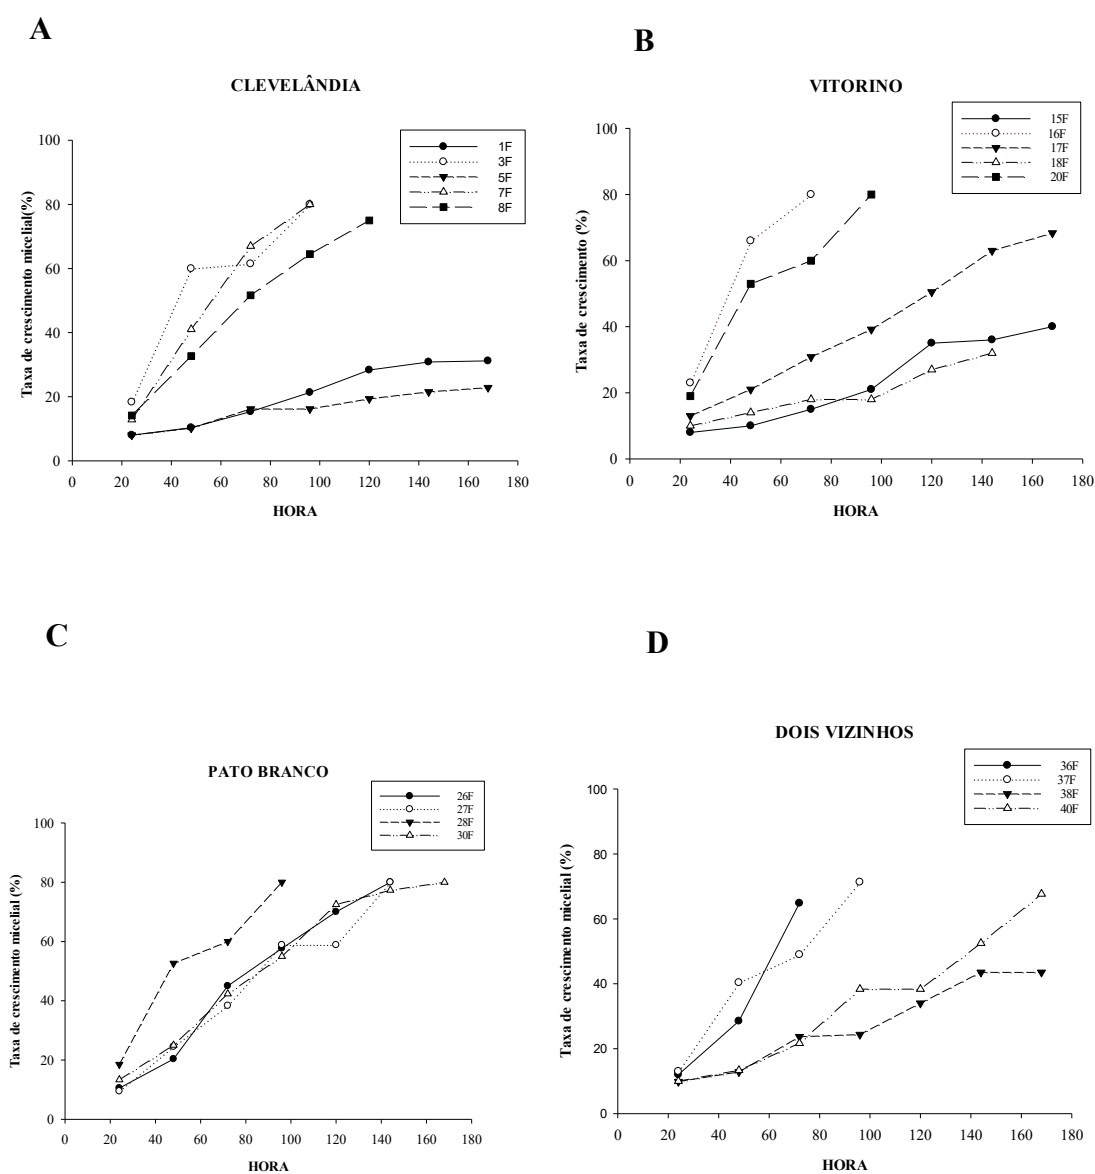 A
CLEVELÂNDIA
1F
3F
5F
7F
8F
Taxa de crescimento micelial(%)
100
80
60
40
20
0
0 20 40 60 80 100 120 140 160 180
HORA
B
VITORINO
15F
16F
17F
18F
20F
Taxa de crescimento (%)
100
80
60
40
20
0
0 20 40 60 80 100 120 140 160 180
HORA
C
PATO BRANCO
26F
27F
28F
30F
Taxa de crescimento micelial (%)
100
80
60
40
20
0
0 20 40 60 80 100 120 140 160 180
HORA
D
DOIS VIZINHOS
36F
37F
38F
40F
Taxa de crescimento micelial (%)
100
80
60
40
20
0
0 20 40 60 80 100 120 140 160 180
HORA